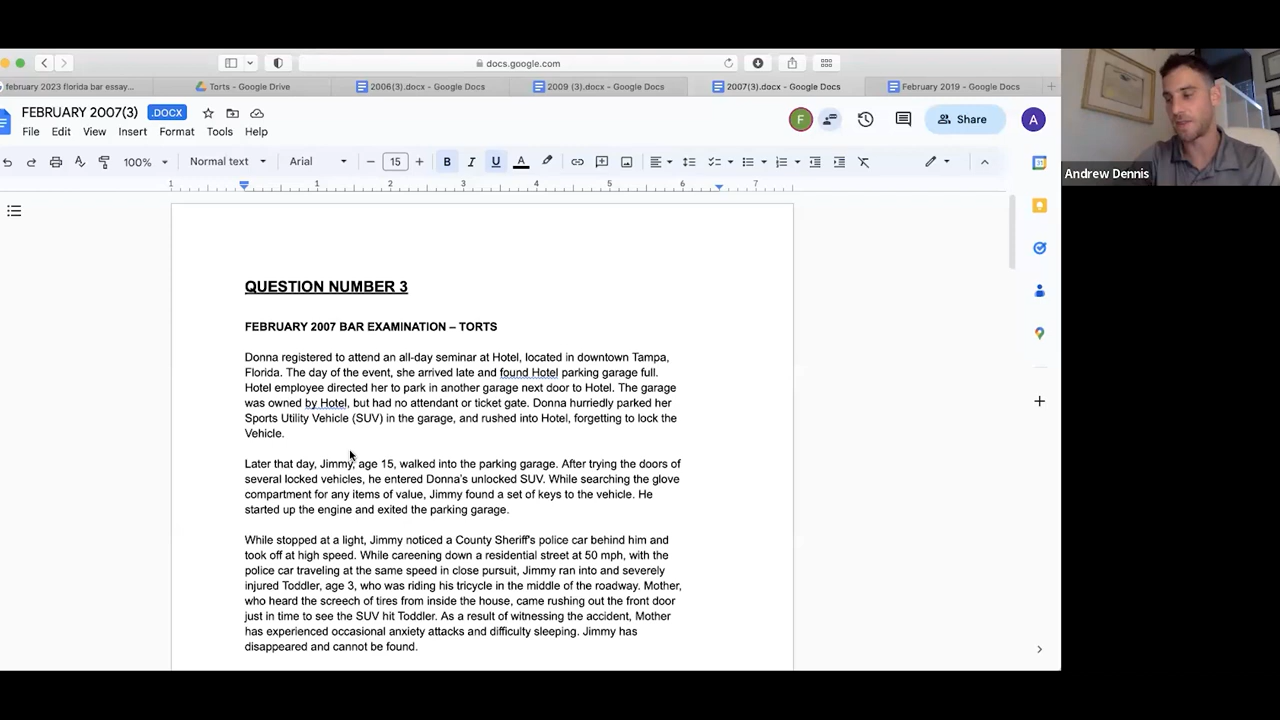 docs.google.com
february 2023 florida bar essay...
Torts - Google Drive
2006(3).docx - Google Docs
2009 (3).docx - Google Docs
2007(3).docx - Google Docs
February 2019 - Google Docs
FEBRUARY 2007(3) .DOCX
F
Share
A
File Edit View Insert Format Tools Help
100% Normal text Arial 15 B I U A
1 1 2 3 4 5 6 7
31
QUESTION NUMBER 3
FEBRUARY 2007 BAR EXAMINATION – TORTS
Donna registered to attend an all-day seminar at Hotel, located in downtown Tampa,
Florida. The day of the event, she arrived late and found Hotel parking garage full.
Hotel employee directed her to park in another garage next door to Hotel. The garage
was owned by Hotel, but had no attendant or ticket gate. Donna hurriedly parked her
Sports Utility Vehicle (SUV) in the garage, and rushed into Hotel, forgetting to lock the
Vehicle.
Later that day, Jimmy, age 15, walked into the parking garage. After trying the doors of
several locked vehicles, he entered Donna's unlocked SUV. While searching the glove
compartment for any items of value, Jimmy found a set of keys to the vehicle. He
started up the engine and exited the parking garage.
While stopped at a light, Jimmy noticed a County Sheriff's police car behind him and
took off at high speed. While careening down a residential street at 50 mph, with the
police car traveling at the same speed in close pursuit, Jimmy ran into and severely
injured Toddler, age 3, who was riding his tricycle in the middle of the roadway. Mother,
who heard the screech of tires from inside the house, came rushing out the front door
just in time to see the SUV hit Toddler. As a result of witnessing the accident, Mother
has experienced occasional anxiety attacks and difficulty sleeping. Jimmy has
disappeared and cannot be found.
Andrew Dennis